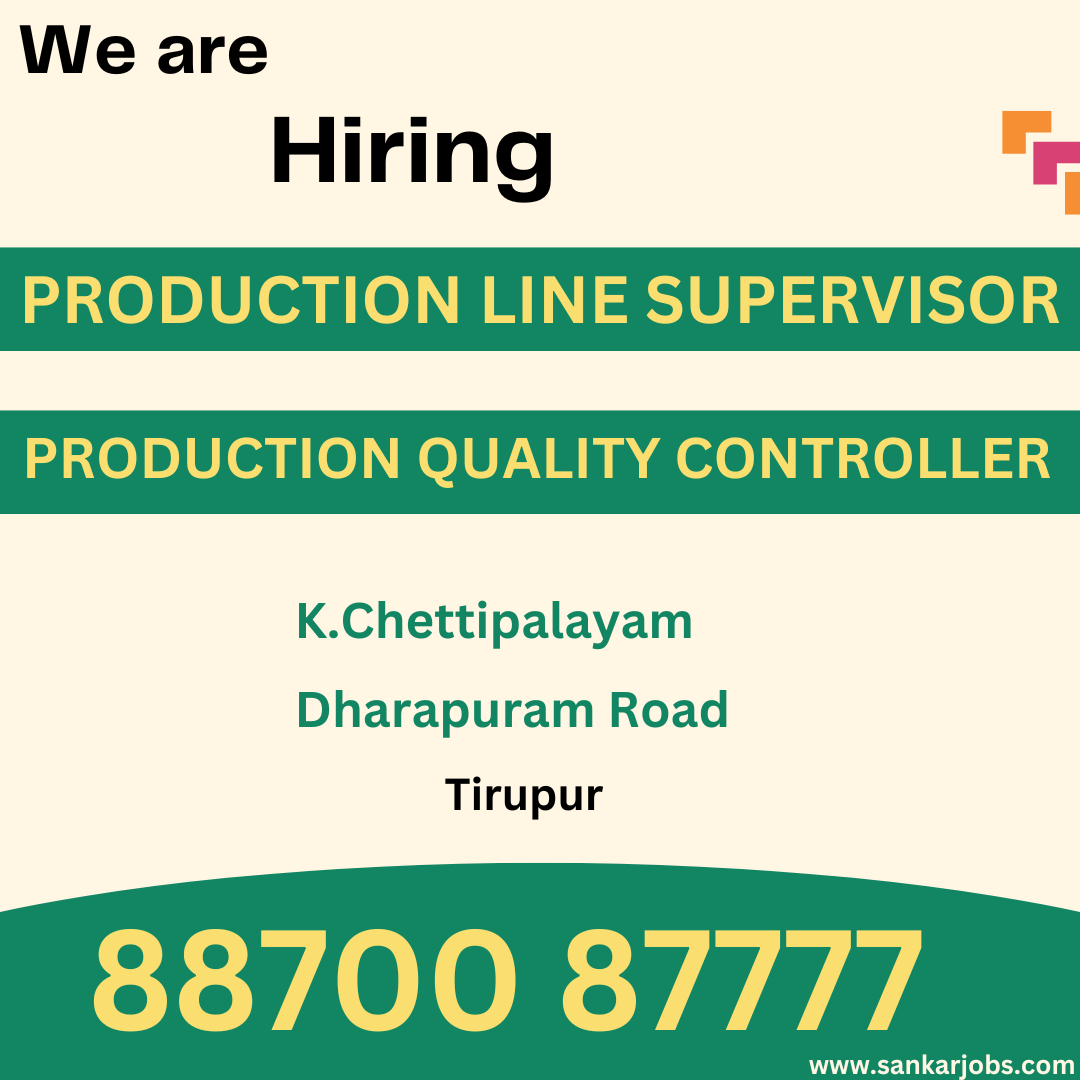 We are
Hiring
PRODUCTION LINE SUPERVISOR
PRODUCTION QUALITY CONTROLLER
K.Chettipalayam
Dharapuram Road
Tirupur
88700 87777
www.sankarjobs.com